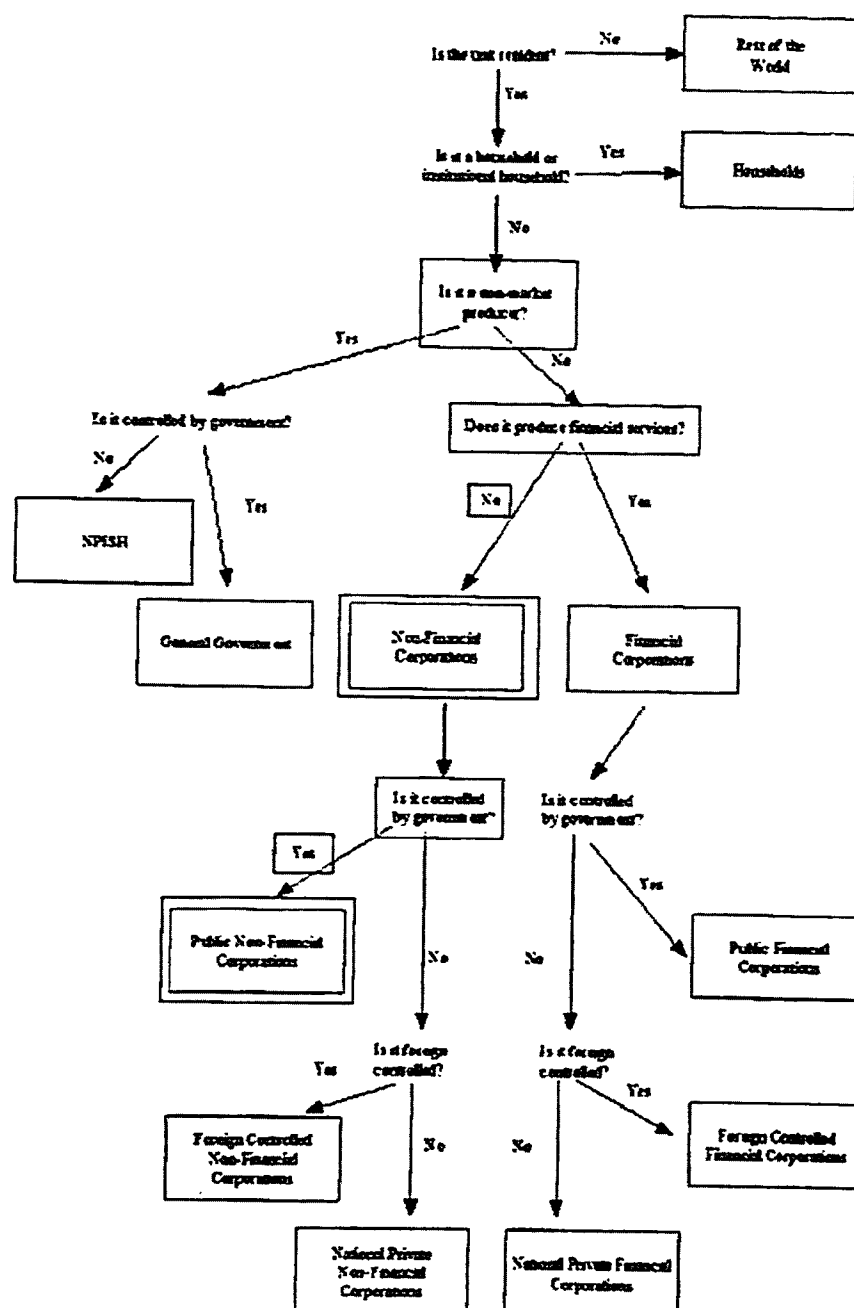 No
Is the unit resident?
Rest of the
World
Yes
Is it a household or
institutional household?
Yes
Households
No
Is it a non-market
producer?
Yes
No
Is it controlled by government?
Does it produce financial services?
No
Yes
No
Yes
NPISH
General Government
Non-Financial
Corporations
Financial
Corporations
Is it controlled
by government?
Is it controlled
by government?
Yes
Yes
Public Non-Financial
Corporations
No
No
Public Financial
Corporations
Is it foreign
controlled?
Is it foreign
controlled?
Yes
Yes
Foreign Controlled
Non-Financial
Corporations
No
No
Foreign Controlled
Financial Corporations
National Private
Non-Financial
Corporations
National Private Financial
Corporations